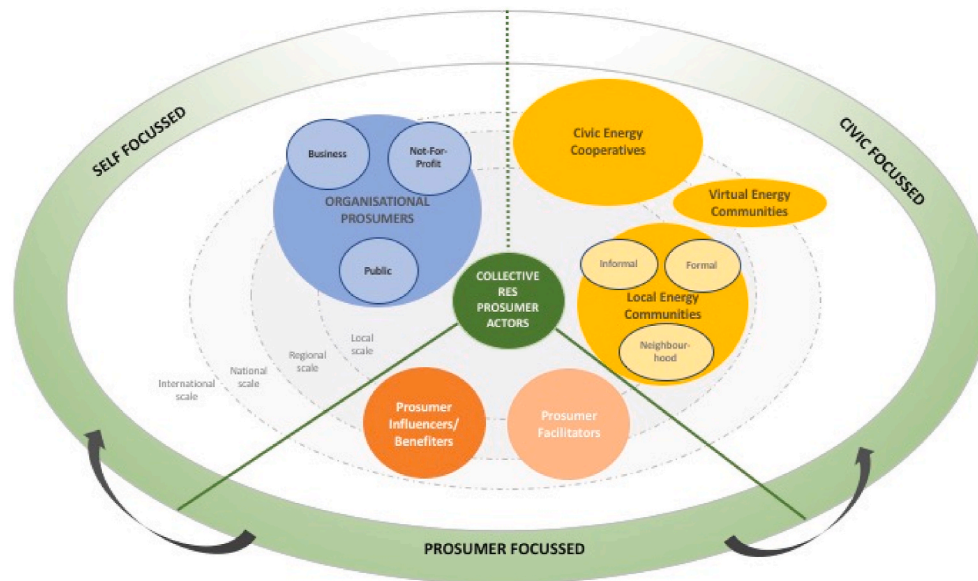 SELF FOCUSSED
CIVIC FOCUSSED
Business
Not-For-
Profit
ORGANISATIONAL
PROSUMERS
Public
Civic Energy
Cooperatives
Virtual Energy
Communities
Informal
Formal
Local Energy
Communities
Neighbour-
hood
COLLECTIVE
RES
PROSUMER
ACTORS
Local
scale
Regional
scale
National
scale
International
scale
Prosumer
Influencers/
Benefiters
Prosumer
Facilitators
PROSUMER FOCUSSED